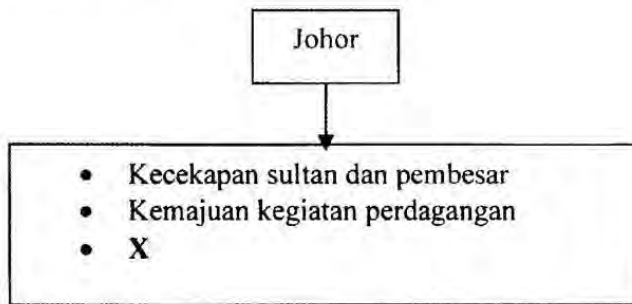 Johor
• Kecekapan sultan dan pembesar
• Kemajuan kegiatan perdagangan
• X